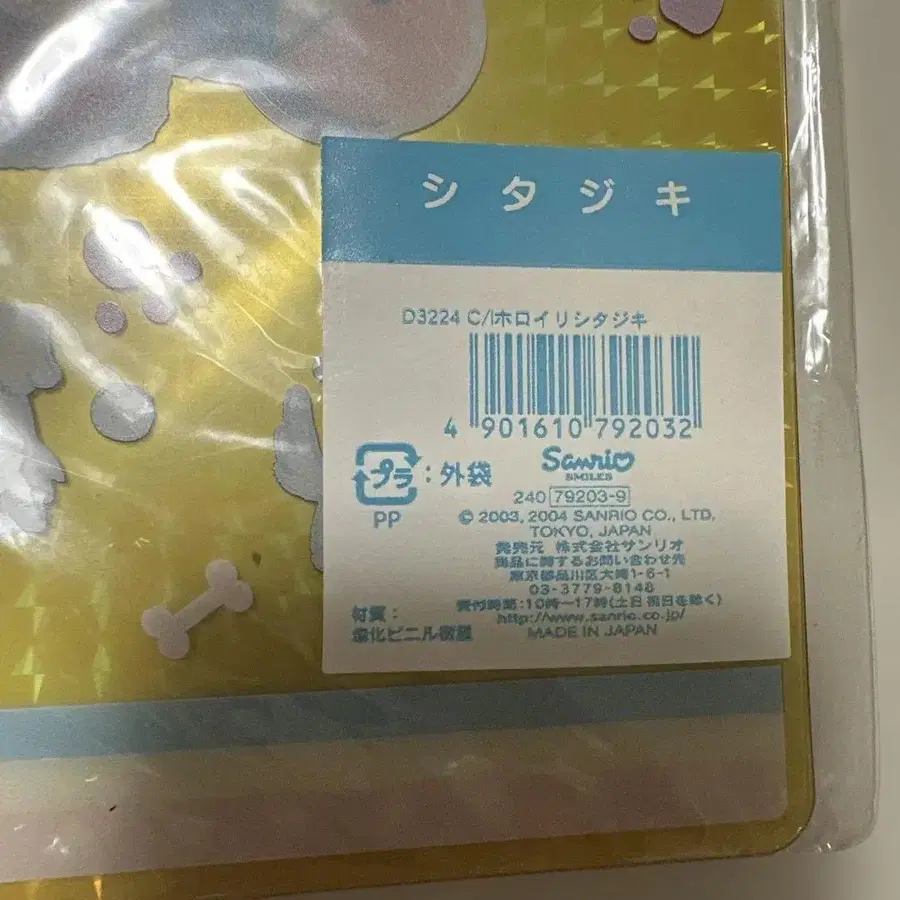 シタジキ
D3224 C/Iホロイリシタジキ
4 901610 792032
プラ : 外袋
PP
Sanrio
SMILES
240 79203-9
© 2003, 2004 SANRIO CO., LTD.
TOKYO, JAPAN
発売元 株式会社サンリオ
商品に関するお問い合わせ先
東京都品川区大崎1-6-1
03-3779-8148
受付時間:10時-17時(土日祝日を除く)
http://www.sanrio.co.jp/
MADE IN JAPAN
材質:
塩化ビニル樹脂